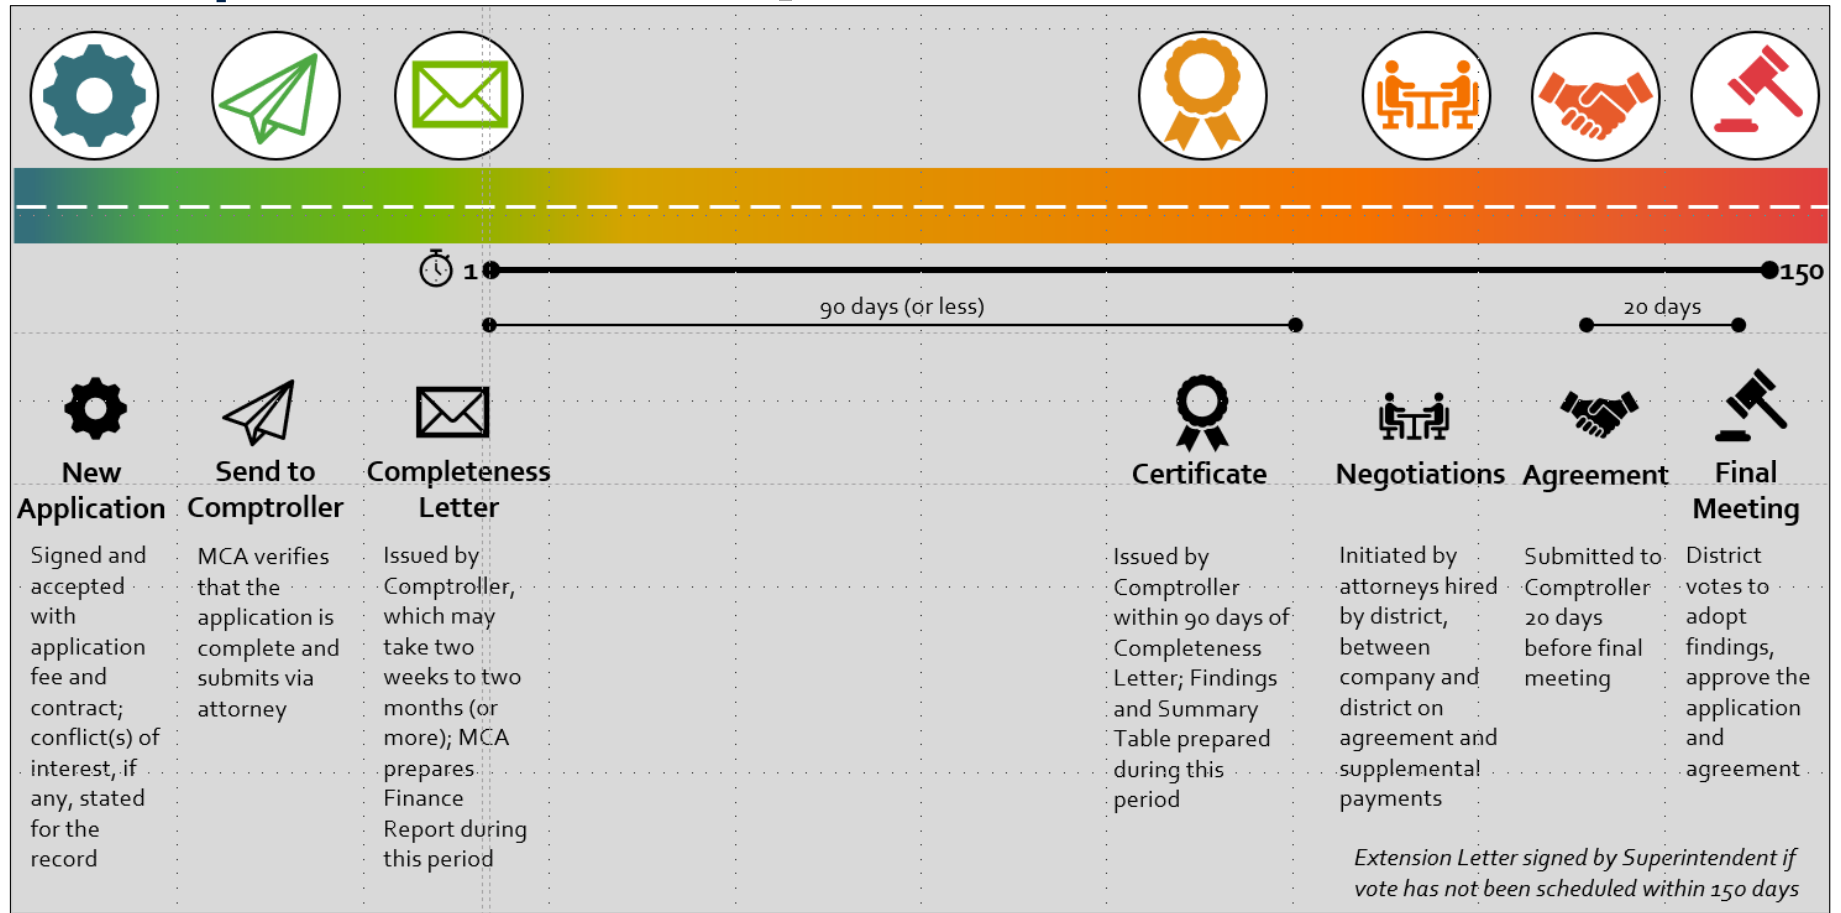 1
150
90 days (or less)
20 days
New
Application
Signed and
accepted
with
application
fee and
contract;
conflict(s) of
interest, if
any, stated
for the
record
Send to
Comptroller
MCA verifies
that the
application is
complete and
submits via
attorney
Completeness
Letter
Issued by
Comptroller,
which may
take two
weeks to two
months (or
more); MCA
prepares
Finance
Report during
this period
Certificate
Issued by
Comptroller
within 90 days of
Completeness
Letter; Findings
and Summary
Table prepared
during this
period
Negotiations
Initiated by
attorneys hired
by district,
between
company and
district on
agreement and
supplemental
payments
Agreement
Submitted to
Comptroller
20 days
before final
meeting
Final
Meeting
District
votes to
adopt
findings,
approve the
application
and
agreement
Extension Letter signed by Superintendent if
vote has not been scheduled within 150 days